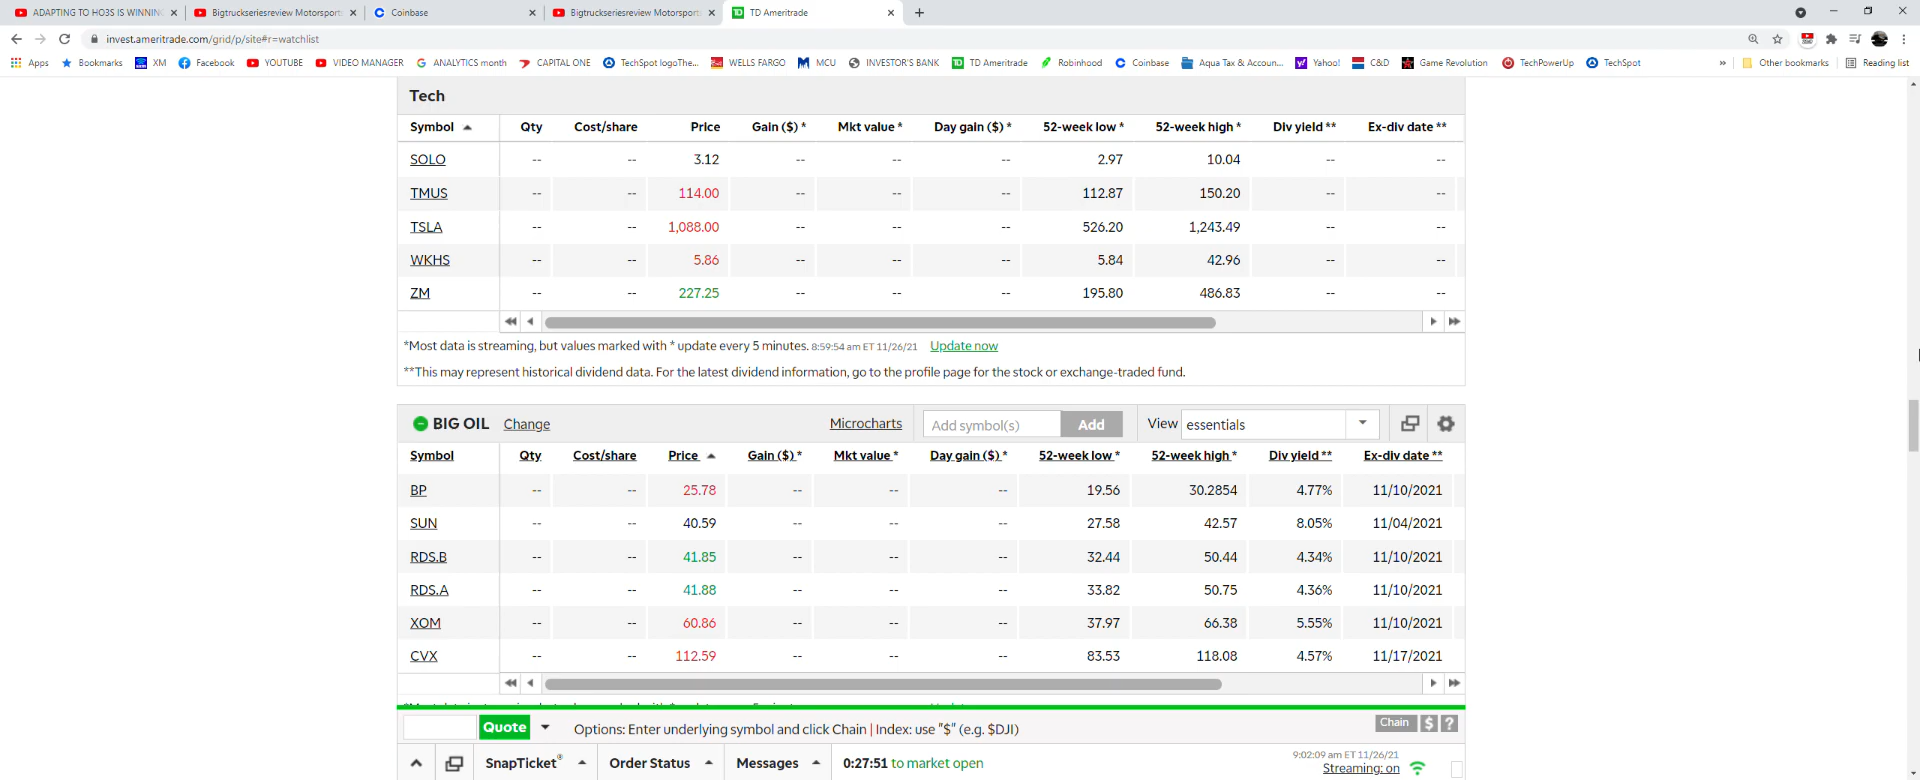 ADAPTING TO HO3S IS WINNIN
Bigtruckseriesreview Motorsport
Coinbase
Bigtruckseriesreview Motorsport
TD Ameritrade
invest.ameritrade.com/grid/p/site#r=watchlist
Apps Bookmarks XM Facebook YOUTUBE VIDEO MANAGER ANALYTICS month CAPITAL ONE TechSpot logoThe... WELLS FARGO MCU INVESTOR'S BANK TD Ameritrade Robinhood Coinbase Aqua Tax & Accoun... Yahoo! C&D Game Revolution TechPowerUp TechSpot » Other bookmarks Reading list
Tech
Symbol Qty Cost/share Price Gain ($) * Mkt value * Day gain ($) * 52-week low * 52-week high * Div yield ** Ex-div date **
SOLO -- -- 3.12 -- -- -- 2.97 10.04 -- --
TMUS -- -- 114.00 -- -- -- 112.87 150.20 -- --
TSLA -- -- 1,088.00 -- -- -- 526.20 1,243.49 -- --
WKHS -- -- 5.86 -- -- -- 5.84 42.96 -- --
ZM -- -- 227.25 -- -- -- 195.80 486.83 -- --
*Most data is streaming, but values marked with * update every 5 minutes. 8:59:54 am ET 11/26/21 Update now
**This may represent historical dividend data. For the latest dividend information, go to the profile page for the stock or exchange-traded fund.
BIG OIL Change Microcharts Add symbol(s) Add View essentials
Symbol Qty Cost/share Price Gain ($) * Mkt value * Day gain ($) * 52-week low * 52-week high * Div yield ** Ex-div date **
BP -- -- 25.78 -- -- -- 19.56 30.2854 4.77% 11/10/2021
SUN -- -- 40.59 -- -- -- 27.58 42.57 8.05% 11/04/2021
RDS.B -- -- 41.85 -- -- -- 32.44 50.44 4.34% 11/10/2021
RDS.A -- -- 41.88 -- -- -- 33.82 50.75 4.36% 11/10/2021
XOM -- -- 60.86 -- -- -- 37.97 66.38 5.55% 11/10/2021
CVX -- -- 112.59 -- -- -- 83.53 118.08 4.57% 11/17/2021
Quote Options: Enter underlying symbol and click Chain | Index: use "$" (e.g. $DJI) Chain $ ?
SnapTicket® Order Status Messages 0:27:51 to market open
9:02:09 am ET 11/26/21
Streaming: on